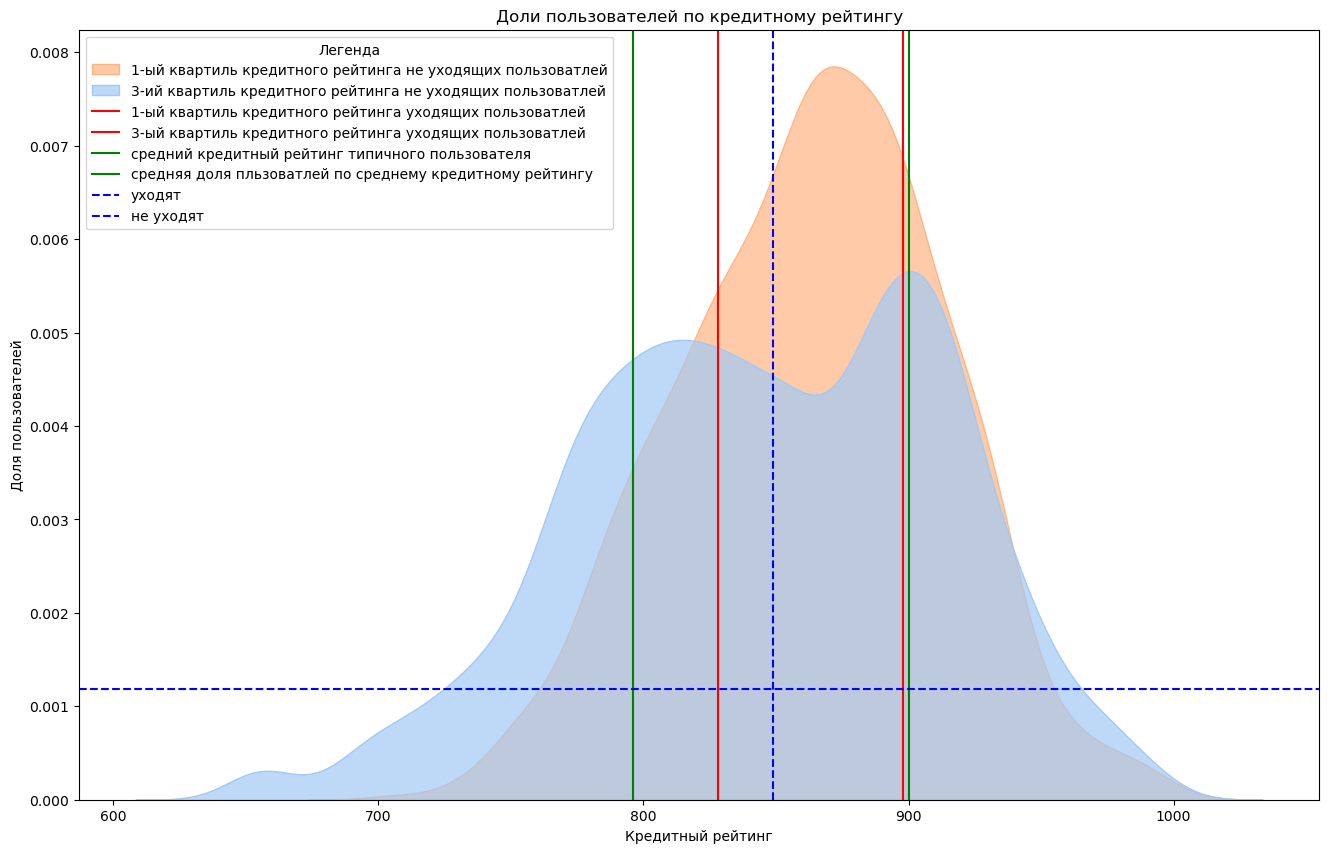 Доли пользователей по кредитному рейтингу
0.008
0.007
0.006
0.005
0.004
0.003
0.002
0.001
0.000
Доля пользователей
Легенда
1-ый квартиль кредитного рейтинга не уходящих пользоватлей
3-ий квартиль кредитного рейтинга не уходящих пользоватлей
1-ый квартиль кредитного рейтинга уходящих пользоватлей
3-ый квартиль кредитного рейтинга уходящих пользоватлей
средний кредитный рейтинг типичного пользователя
средняя доля пльзоватлей по среднему кредитному рейтингу
уходят
не уходят
600
700
800
900
1000
Кредитный рейтинг